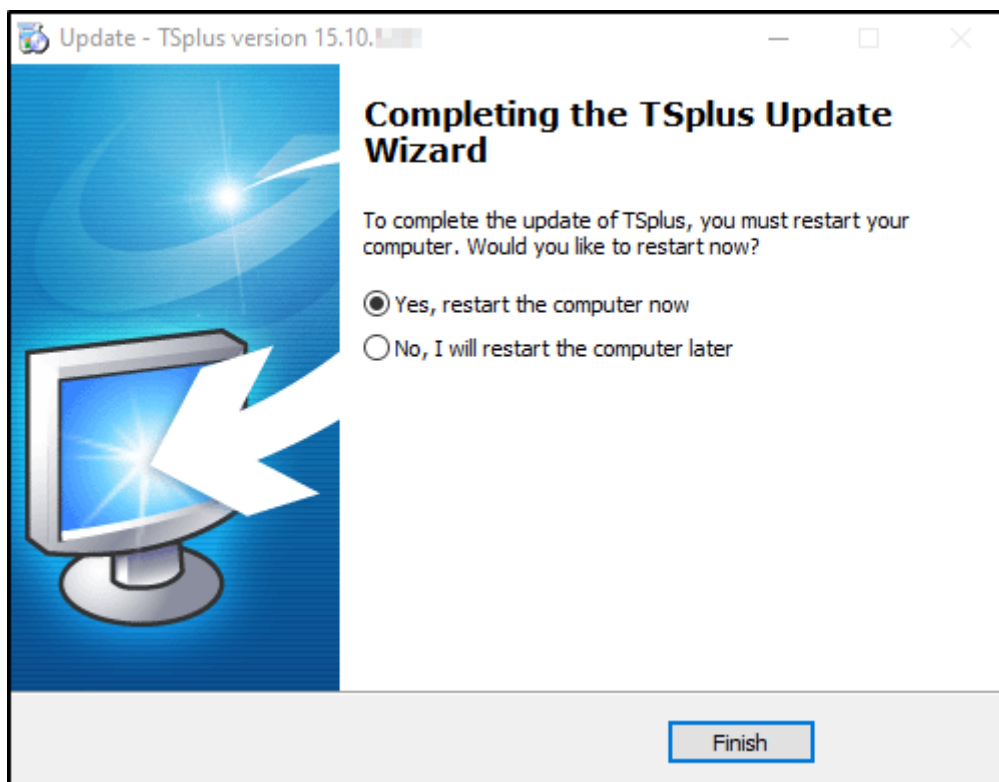 Update - TSplus version 15.10.
Completing the TSplus Update
Wizard
To complete the update of TSplus, you must restart your
computer. Would you like to restart now?
Yes, restart the computer now
No, I will restart the computer later
Finish